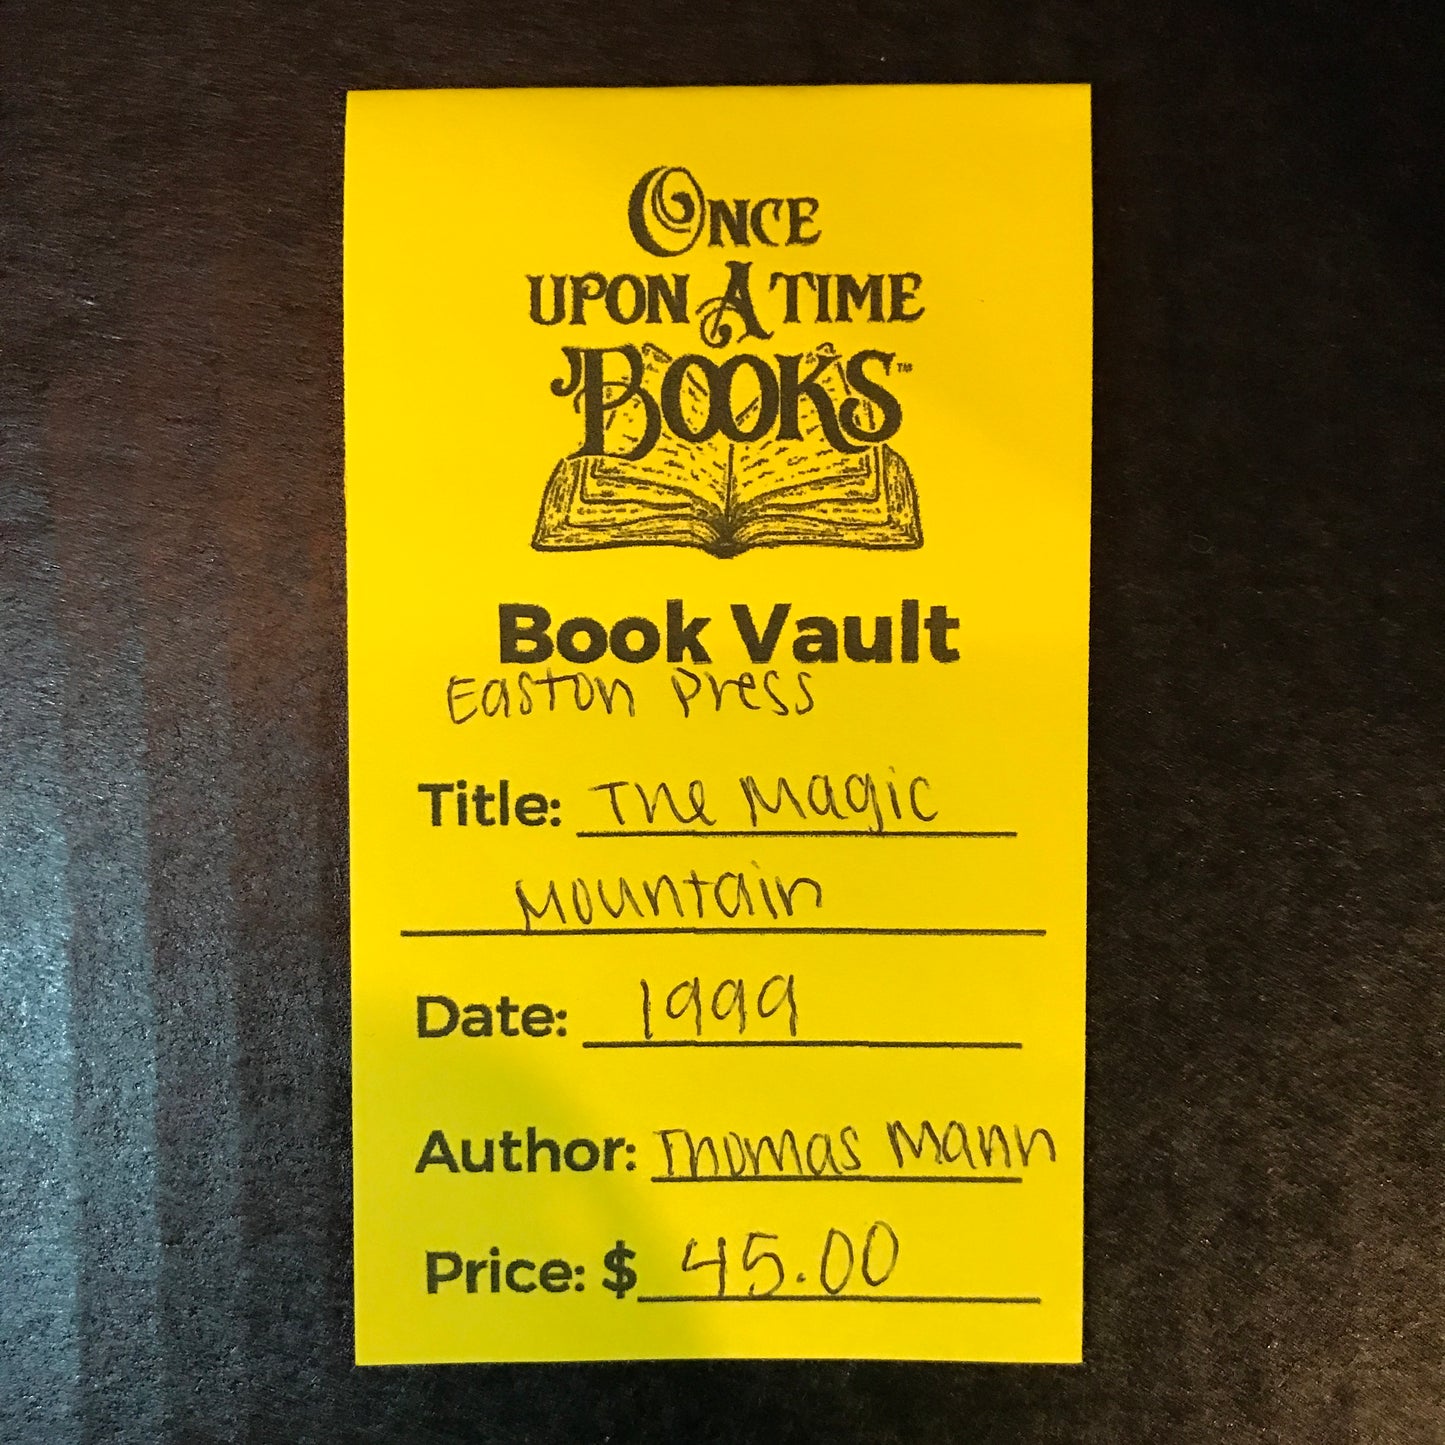 Once
upon A time
Books™
Book Vault
Easton Press
Title: The Magic
Mountain
Date: 1999
Author: Thomas Mann
Price: $ 45.00